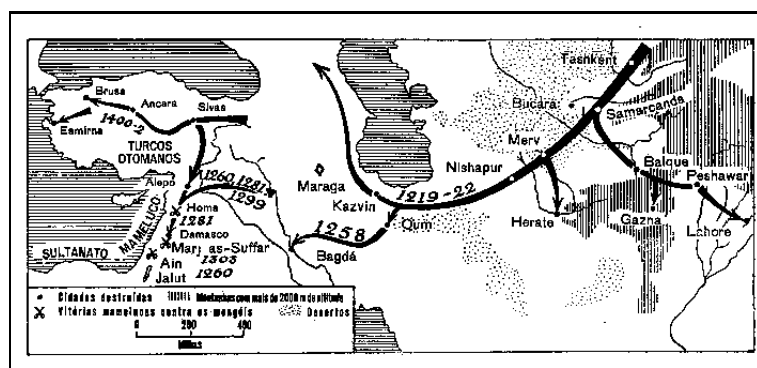 Tashkent
Brusa
Ancara
Sivas
Bucara
Samarcanda
Esmirna
1400-2
TURCOS
OTOMANOS
Merv
Balque
Peshawar
Nishapur
Alepo
1260, 1281
1299
Maraga
1219-22
Kazvin
Homa
1281
MAMELUCO
Damasco
Qum
Herate
Gazna
Lahore
1258
SULTANATO
Marj as-Suffar
1303
Bagdá
Ain
Jalut
1260
Cidades destruídas
Montanhas com mais de 2000 m de altitude
Vitórias mamelucas contra os mongóis
Desertos
0 200 400
Milhas